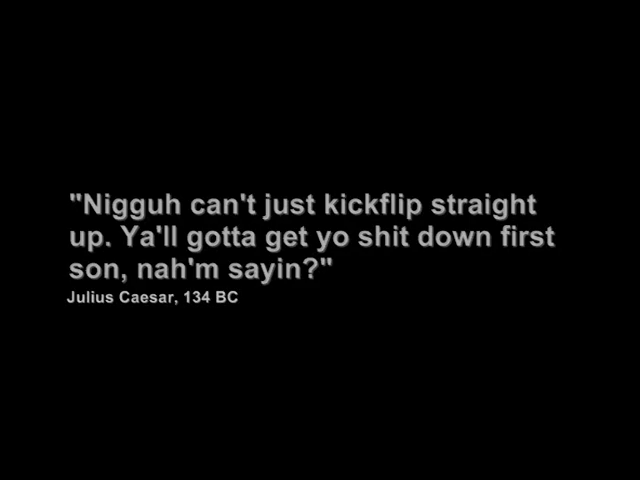 "Nigguh can't just kickflip straight
up. Ya'll gotta get yo shit down first
son, nah'm sayin?"
Julius Caesar, 134 BC